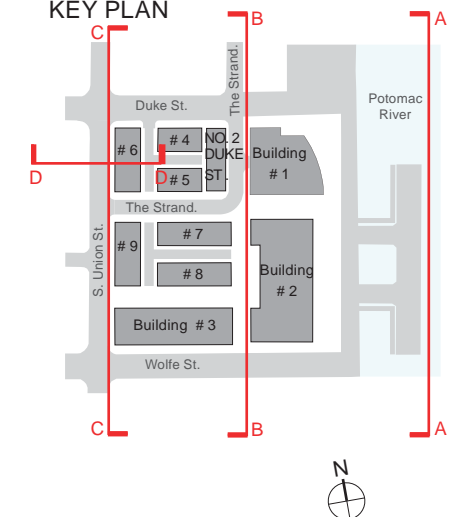 KEY PLAN
C
B
A
The Strand.
Duke St.
Potomac
River
# 6
# 4
NO. 2
DUKE
ST.
Building
# 1
D
D
# 5
The Strand.
S. Union St.
# 9
# 7
# 8
Building
# 2
Building # 3
Wolfe St.
C
B
A
N